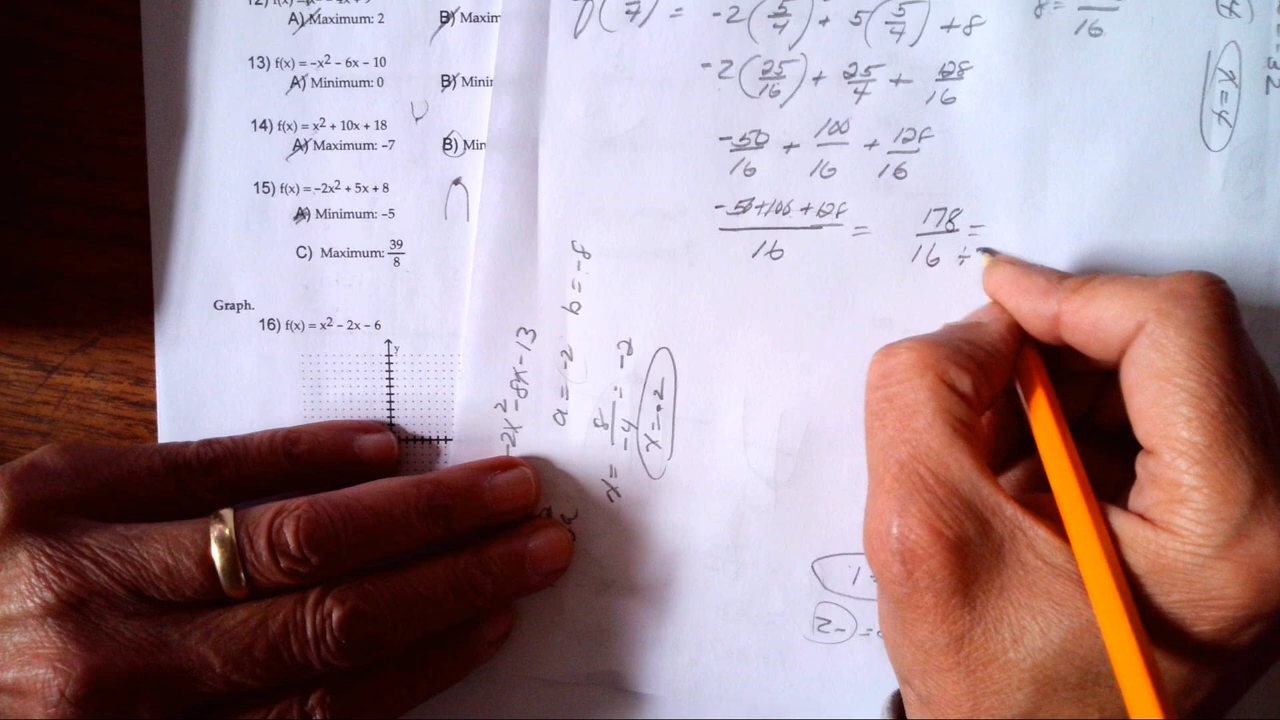 A) Maximum: 2
B) Maxim
13) f(x) = –x² – 6x – 10
A) Minimum: 0
B) Minin
14) f(x) = x² + 10x + 18
A) Maximum: –7
B) Min
15) f(x) = –2x² + 5x + 8
A) Minimum: –5
C) Maximum: 39/8
Graph.
16) f(x) = x² – 2x – 6
y
-2(5/4) + 5(5/4) + 8
-2(25/16) + 25/4 + 128/16
-50/16 + 100/16 + 128/16
-50+100+128/16 = 178/16 = ÷
-2x² -8x -13
a = -2 b = -8
x = 8/-4 = -2
x = -2
x=4